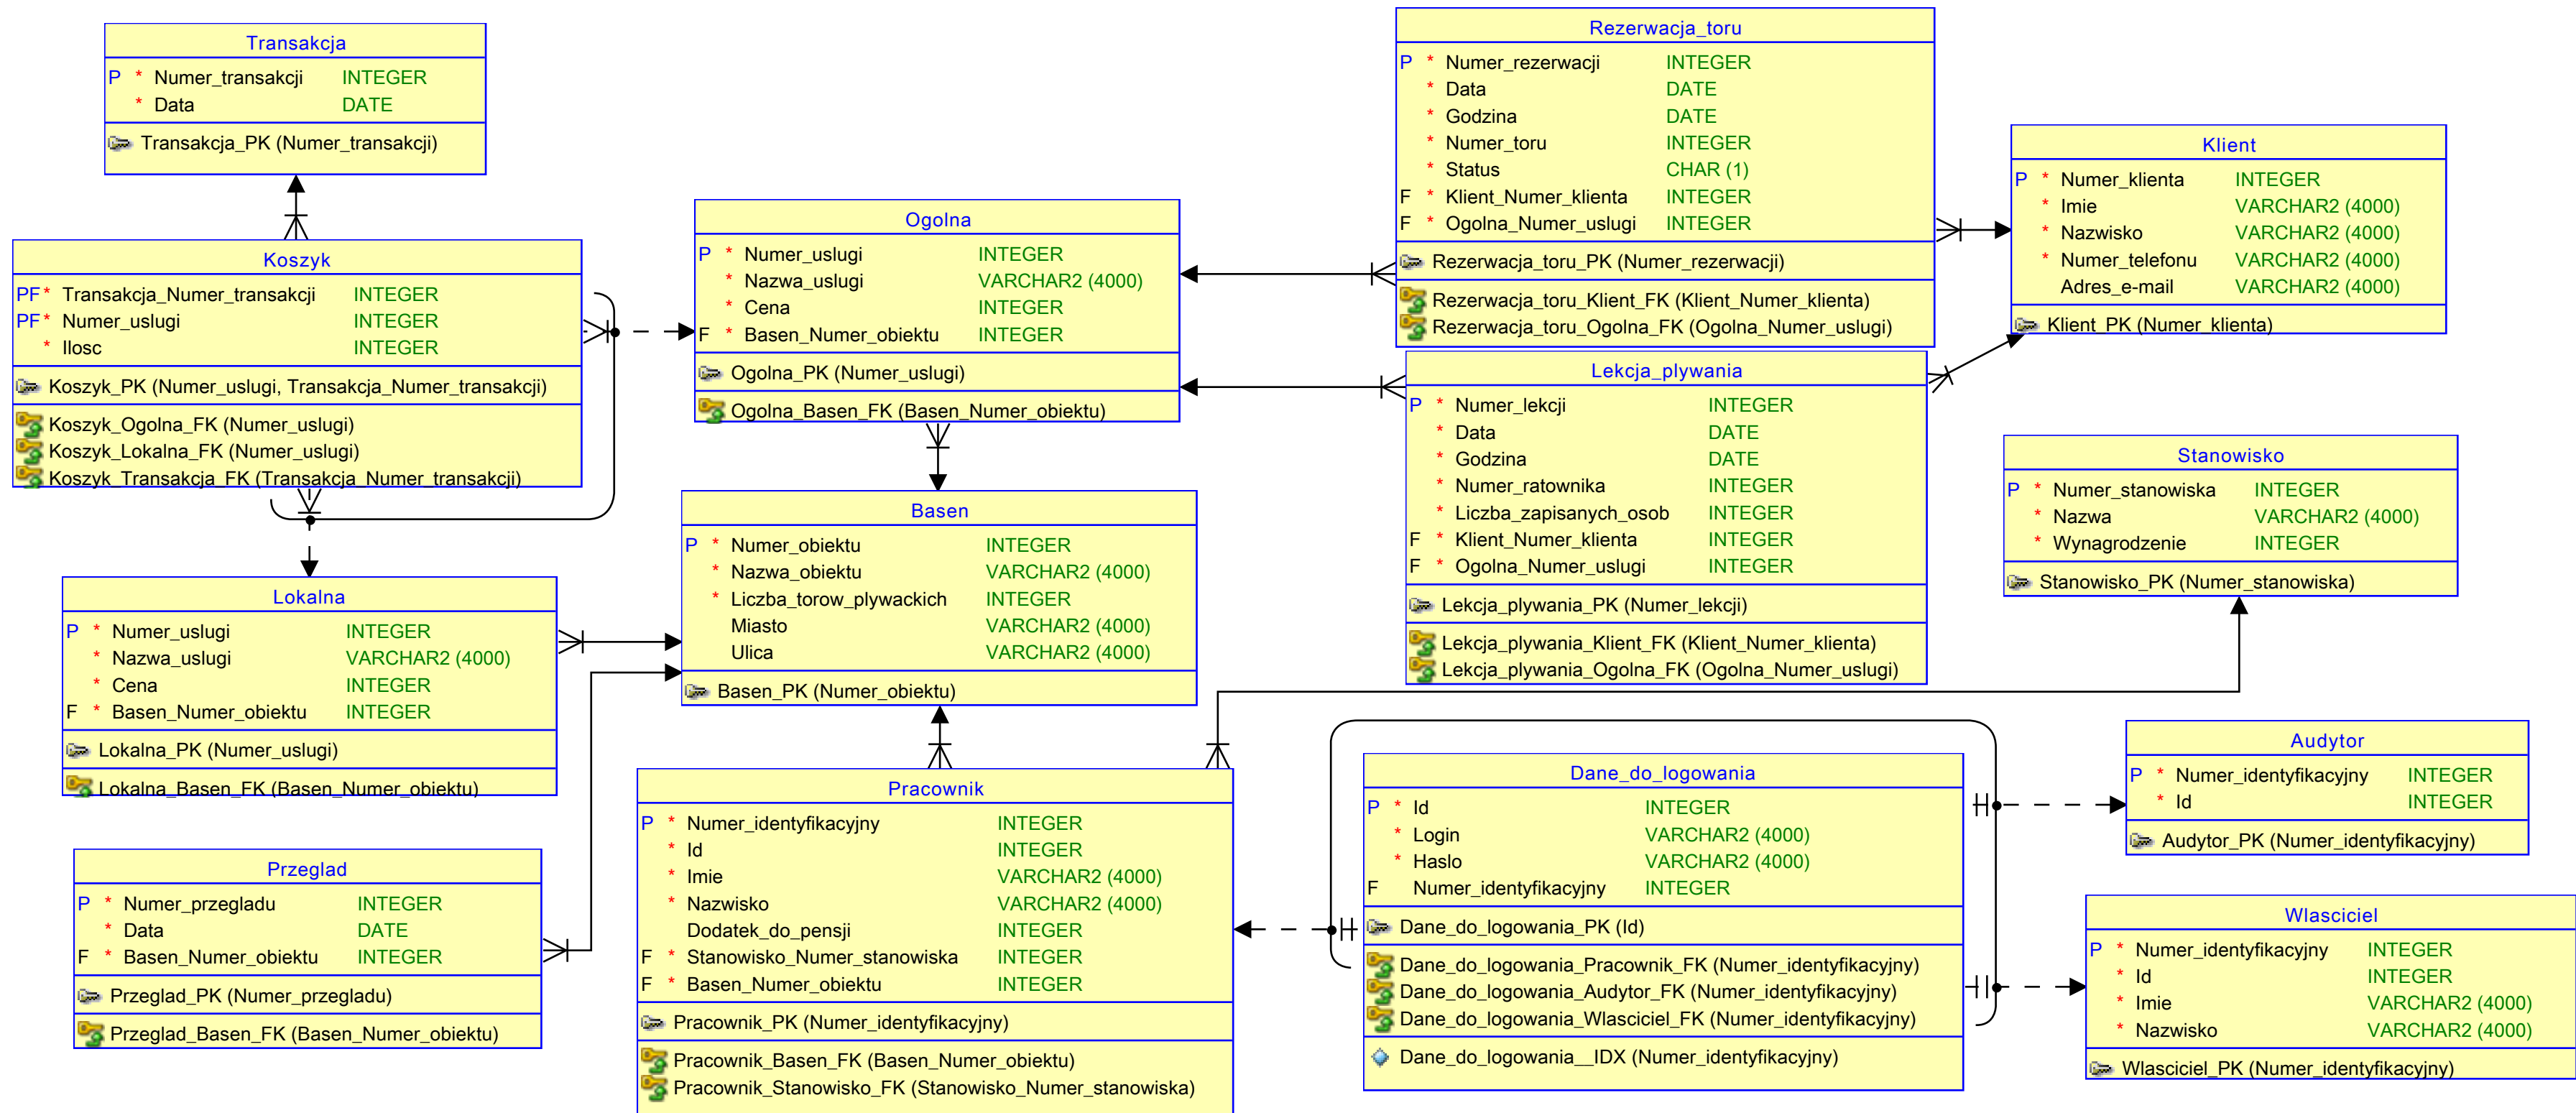 Transakcja
P * Numer_transakcji INTEGER
* Data DATE
Transakcja_PK (Numer_transakcji)
Koszyk
PF* Transakcja_Numer_transakcji INTEGER
PF* Numer_uslugi INTEGER
* Ilosc INTEGER
Koszyk_PK (Numer_uslugi, Transakcja_Numer_transakcji)
Koszyk_Ogolna_FK (Numer_uslugi)
Koszyk_Lokalna_FK (Numer_uslugi)
Koszyk_Transakcja_FK (Transakcja_Numer_transakcji)
Lokalna
P * Numer_uslugi INTEGER
* Nazwa_uslugi VARCHAR2 (4000)
* Cena INTEGER
F * Basen_Numer_obiektu INTEGER
Lokalna_PK (Numer_uslugi)
Lokalna_Basen_FK (Basen_Numer_obiektu)
Przeglad
P * Numer_przegladu INTEGER
* Data DATE
F * Basen_Numer_obiektu INTEGER
Przeglad_PK (Numer_przegladu)
Przeglad_Basen_FK (Basen_Numer_obiektu)
Ogolna
P * Numer_uslugi INTEGER
* Nazwa_uslugi VARCHAR2 (4000)
* Cena INTEGER
F * Basen_Numer_obiektu INTEGER
Ogolna_PK (Numer_uslugi)
Ogolna_Basen_FK (Basen_Numer_obiektu)
Basen
P * Numer_obiektu INTEGER
* Nazwa_obiektu VARCHAR2 (4000)
* Liczba_torow_plywackich INTEGER
Miasto VARCHAR2 (4000)
Ulica VARCHAR2 (4000)
Basen_PK (Numer_obiektu)
Pracownik
P * Numer_identyfikacyjny INTEGER
* Id INTEGER
* Imie VARCHAR2 (4000)
* Nazwisko VARCHAR2 (4000)
Dodatek_do_pensji INTEGER
F * Stanowisko_Numer_stanowiska INTEGER
F * Basen_Numer_obiektu INTEGER
Pracownik_PK (Numer_identyfikacyjny)
Pracownik_Basen_FK (Basen_Numer_obiektu)
Pracownik_Stanowisko_FK (Stanowisko_Numer_stanowiska)
Rezerwacja_toru
P * Numer_rezerwacji INTEGER
* Data DATE
* Godzina DATE
* Numer_toru INTEGER
* Status CHAR (1)
F * Klient_Numer_klienta INTEGER
F * Ogolna_Numer_uslugi INTEGER
Rezerwacja_toru_PK (Numer_rezerwacji)
Rezerwacja_toru_Klient_FK (Klient_Numer_klienta)
Rezerwacja_toru_Ogolna_FK (Ogolna_Numer_uslugi)
Lekcja_plywania
P * Numer_lekcji INTEGER
* Data DATE
* Godzina DATE
* Numer_ratownika INTEGER
* Liczba_zapisanych_osob INTEGER
F * Klient_Numer_klienta INTEGER
F * Ogolna_Numer_uslugi INTEGER
Lekcja_plywania_PK (Numer_lekcji)
Lekcja_plywania_Klient_FK (Klient_Numer_klienta)
Lekcja_plywania_Ogolna_FK (Ogolna_Numer_uslugi)
Dane_do_logowania
P * Id INTEGER
* Login VARCHAR2 (4000)
* Haslo VARCHAR2 (4000)
F Numer_identyfikacyjny INTEGER
Dane_do_logowania_PK (Id)
Dane_do_logowania_Pracownik_FK (Numer_identyfikacyjny)
Dane_do_logowania_Audytor_FK (Numer_identyfikacyjny)
Dane_do_logowania_Wlasciciel_FK (Numer_identyfikacyjny)
Dane_do_logowania__IDX (Numer_identyfikacyjny)
Klient
P * Numer_klienta INTEGER
* Imie VARCHAR2 (4000)
* Nazwisko VARCHAR2 (4000)
* Numer_telefonu VARCHAR2 (4000)
Adres_e-mail VARCHAR2 (4000)
Klient_PK (Numer_klienta)
Stanowisko
P * Numer_stanowiska INTEGER
* Nazwa VARCHAR2 (4000)
* Wynagrodzenie INTEGER
Stanowisko_PK (Numer_stanowiska)
Audytor
P * Numer_identyfikacyjny INTEGER
* Id INTEGER
Audytor_PK (Numer_identyfikacyjny)
Wlasciciel
P * Numer_identyfikacyjny INTEGER
* Id INTEGER
* Imie VARCHAR2 (4000)
* Nazwisko VARCHAR2 (4000)
Wlasciciel_PK (Numer_identyfikacyjny)